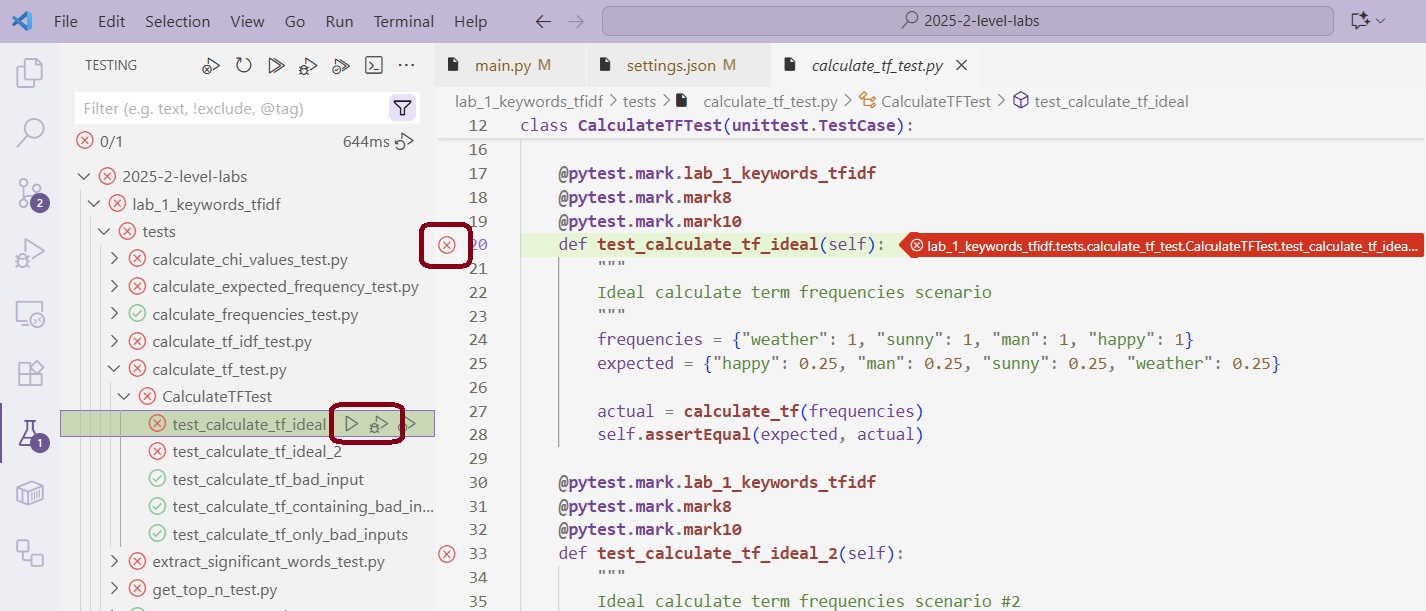 File Edit Selection View Go Run Terminal Help
2025-2-level-labs
TESTING
main.py M
settings.json M
calculate_tf_test.py
Filter (e.g. text, !exclude, @tag)
lab_1_keywords_tfidf > tests > calculate_tf_test.py > CalculateTFTest > test_calculate_tf_ideal
0/1
644ms
2025-2-level-labs
lab_1_keywords_tfidf
tests
calculate_chi_values_test.py
calculate_expected_frequency_test.py
calculate_frequencies_test.py
calculate_tf_idf_test.py
calculate_tf_test.py
CalculateTFTest
test_calculate_tf_ideal
test_calculate_tf_ideal_2
test_calculate_tf_bad_input
test_calculate_tf_containing_bad_in...
test_calculate_tf_only_bad_inputs
extract_significant_words_test.py
get_top_n_test.py
2
1
12 class CalculateTFTest(unittest.TestCase):
16
17 @pytest.mark.lab_1_keywords_tfidf
18 @pytest.mark.mark8
19 @pytest.mark.mark10
20 def test_calculate_tf_ideal(self): lab_1_keywords_tfidf.tests.calculate_tf_test.CalculateTFTest.test_calculate_tf_idea...
21 """
22 Ideal calculate term frequencies scenario
23 """
24 frequencies = {"weather": 1, "sunny": 1, "man": 1, "happy": 1}
25 expected = {"happy": 0.25, "man": 0.25, "sunny": 0.25, "weather": 0.25}
26
27 actual = calculate_tf(frequencies)
28 self.assertEqual(expected, actual)
29
30 @pytest.mark.lab_1_keywords_tfidf
31 @pytest.mark.mark8
32 @pytest.mark.mark10
33 def test_calculate_tf_ideal_2(self):
34 """
35 Ideal calculate term frequencies scenario #2